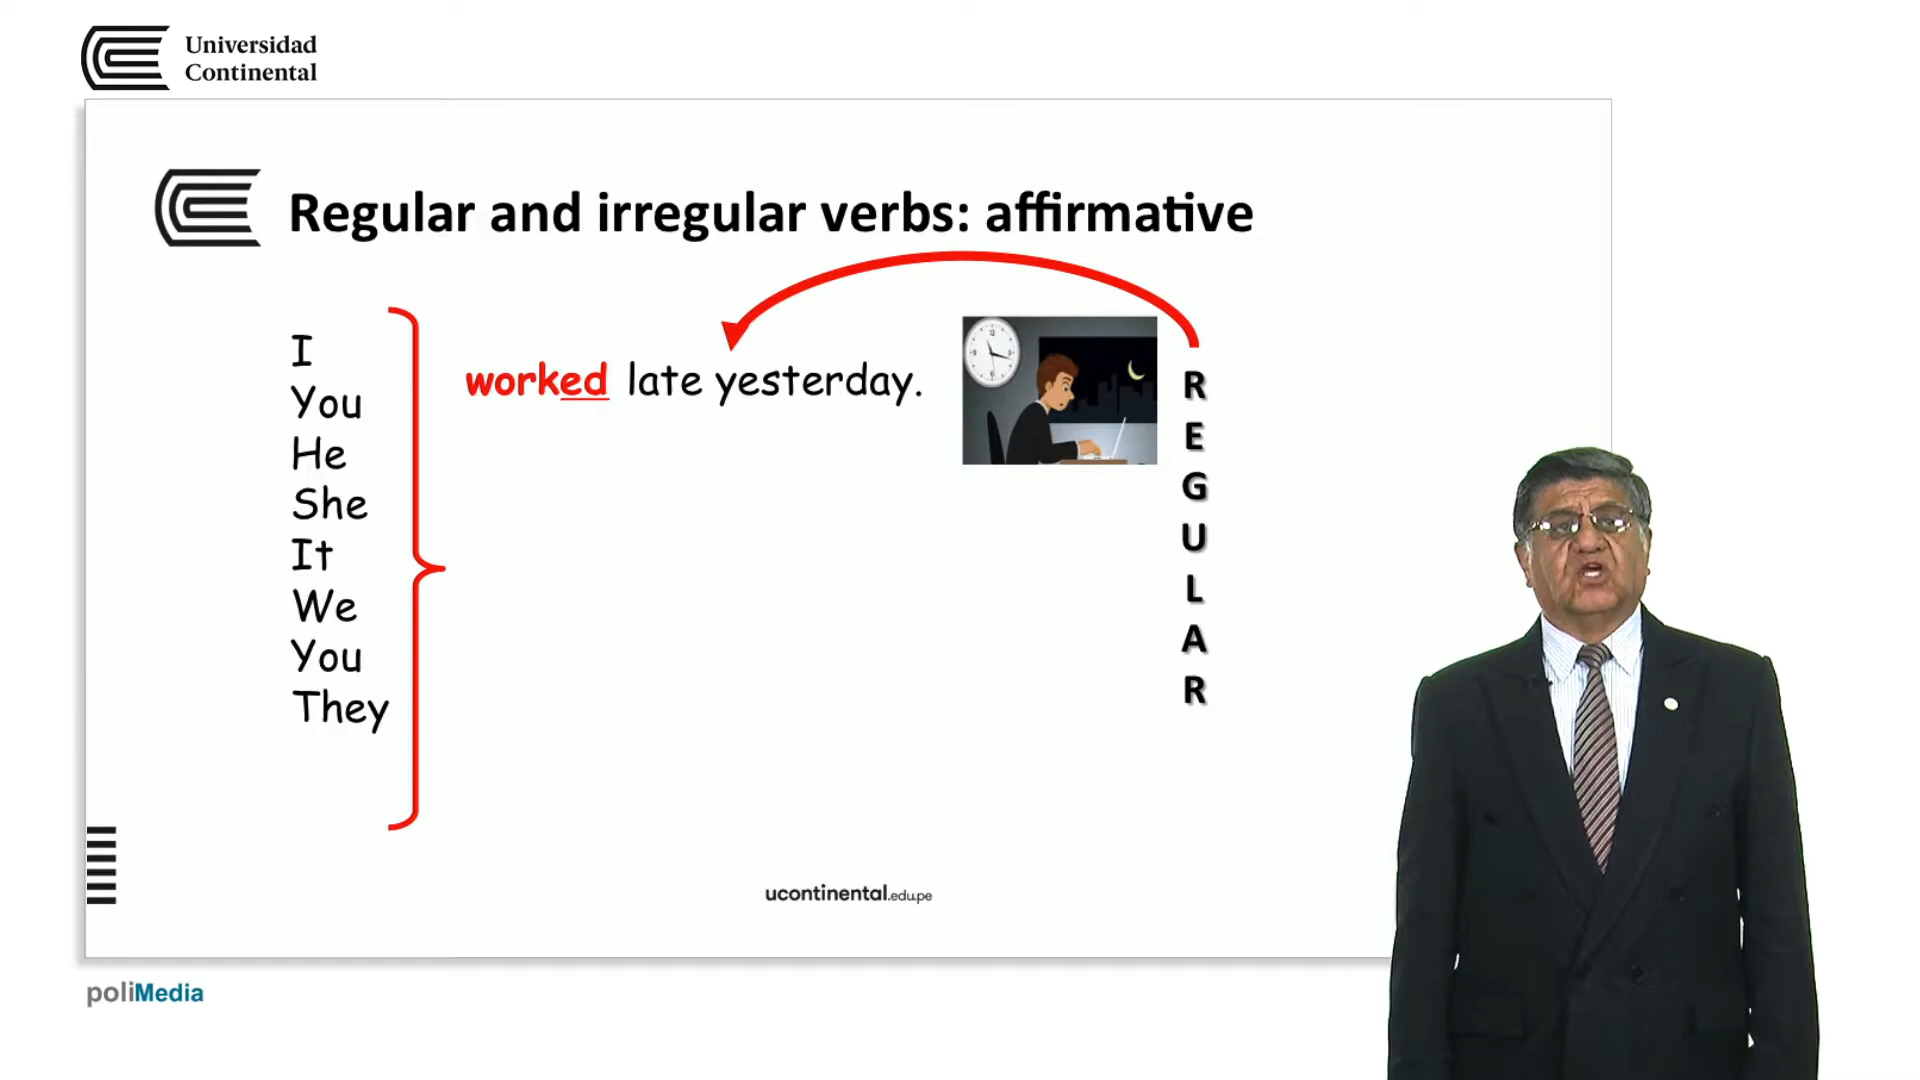 Universidad
Continental
Regular and irregular verbs: affirmative
I
You
He
She
It
We
You
They
worked late yesterday.
R
E
G
U
L
A
R
ucontinental.edu.pe
poliMedia